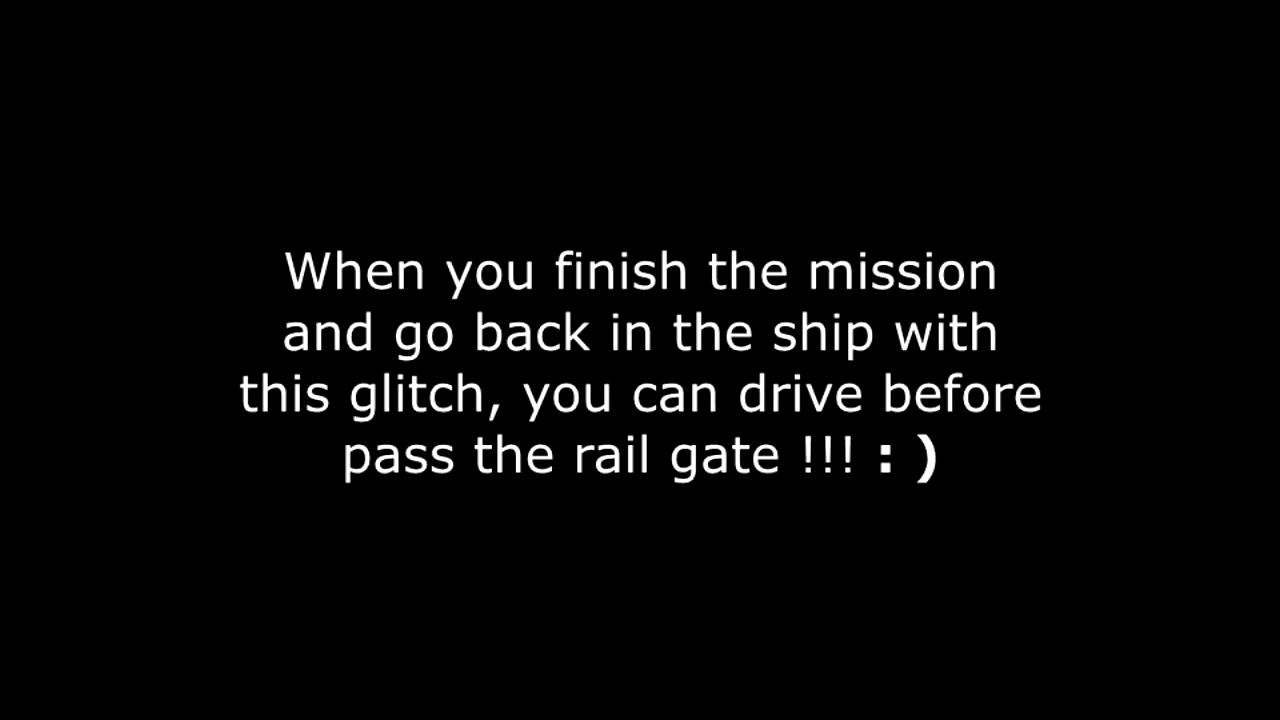 When you finish the mission
and go back in the ship with
this glitch, you can drive before
pass the rail gate !!! : )